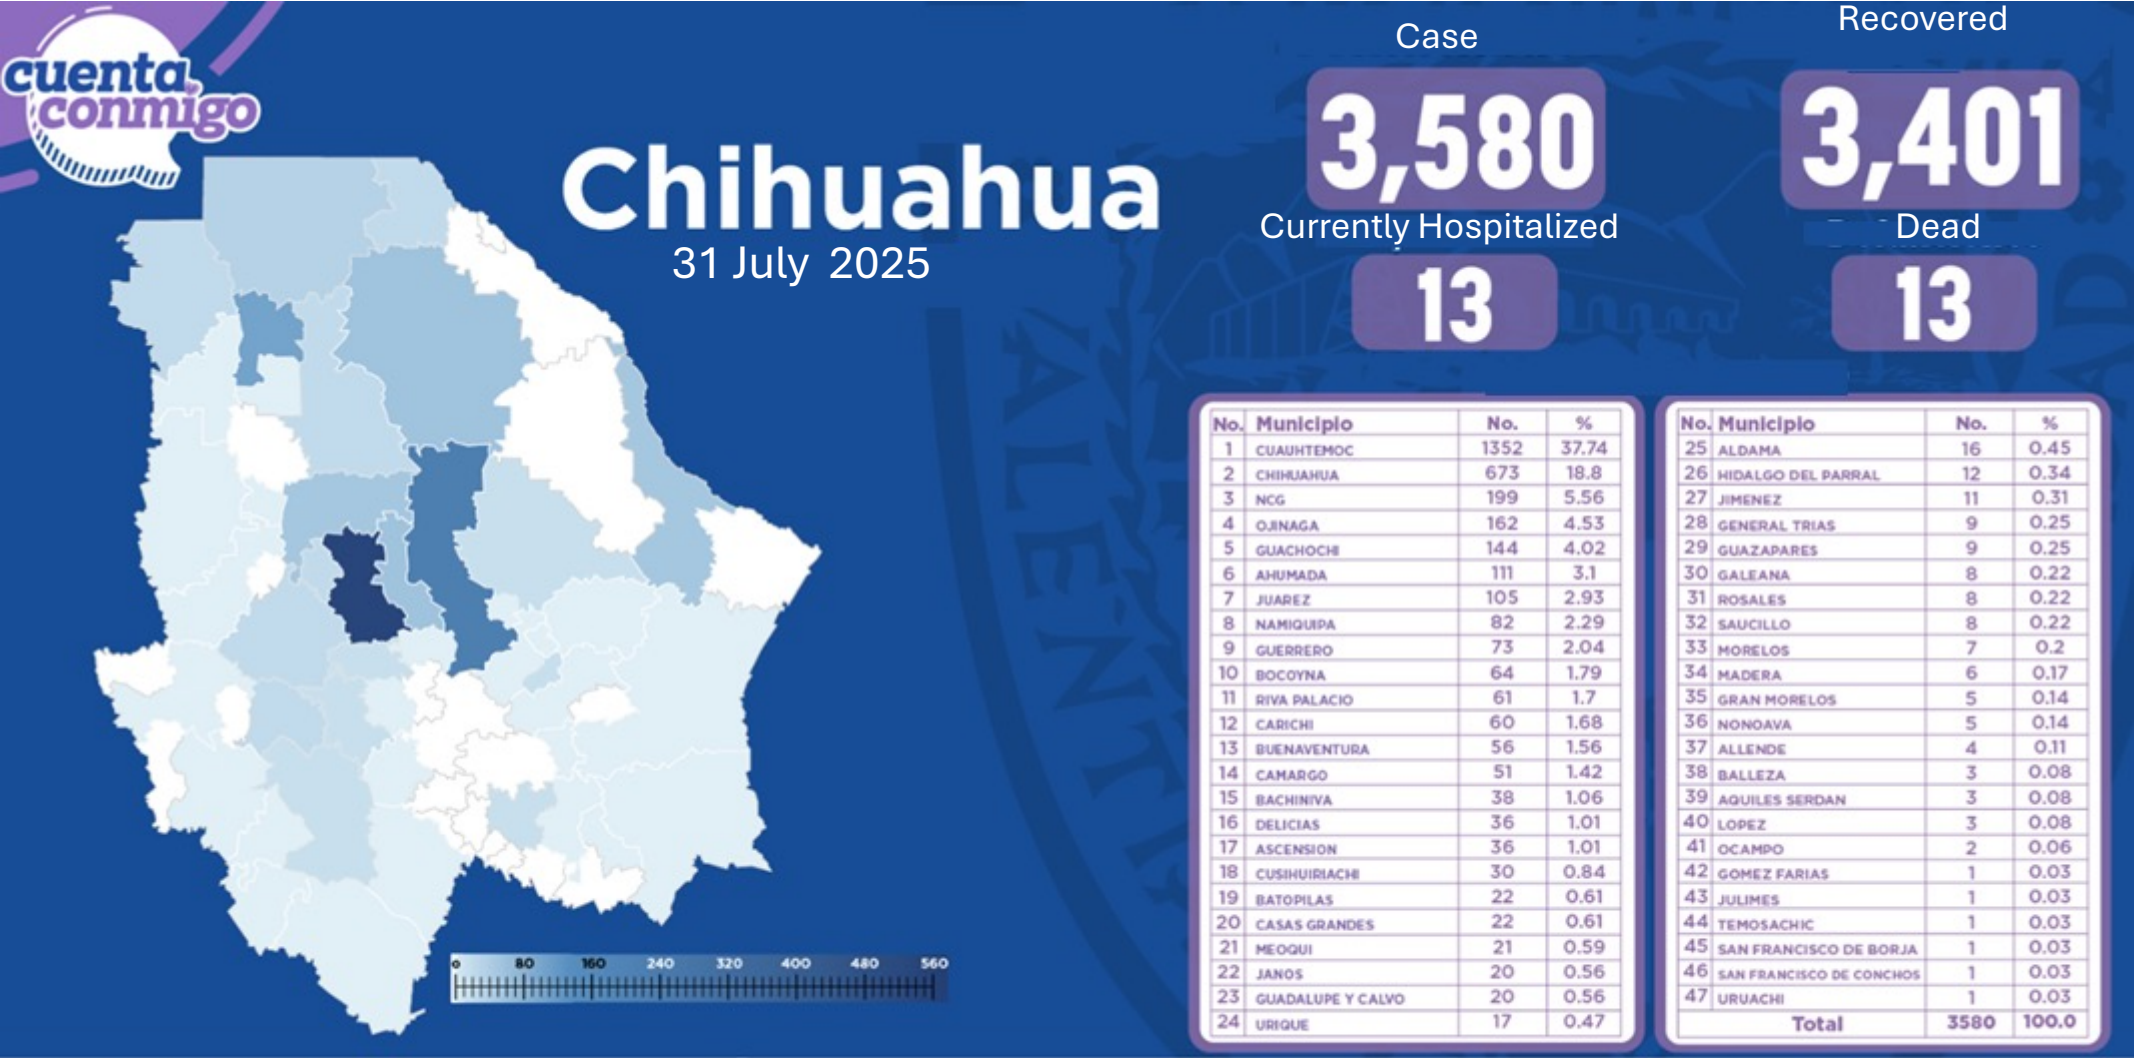 cuenta
conmigo
Chihuahua
31 July 2025
Case
3,580
Recovered
3,401
Currently Hospitalized
13
Dead
13
No. Municipio No. %
1 CUAUHTEMOC 1352 37.74
2 CHIHUAHUA 673 18.8
3 NCG 199 5.56
4 OJINAGA 162 4.53
5 GUACHOCHI 144 4.02
6 AHUMADA 111 3.1
7 JUAREZ 105 2.93
8 NAMIQUIPA 82 2.29
9 GUERRERO 73 2.04
10 BOCOYNA 64 1.79
11 RIVA PALACIO 61 1.7
12 CARICHI 60 1.68
13 BUENAVENTURA 56 1.56
14 CAMARGO 51 1.42
15 BACHINIVA 38 1.06
16 DELICIAS 36 1.01
17 ASCENSION 36 1.01
18 CUSIHUIRIACHI 30 0.84
19 BATOPILAS 22 0.61
20 CASAS GRANDES 22 0.61
21 MEOQUI 21 0.59
22 JANOS 20 0.56
23 GUADALUPE Y CALVO 20 0.56
24 URIQUE 17 0.47
No. Municipio No. %
25 ALDAMA 16 0.45
26 HIDALGO DEL PARRAL 12 0.34
27 JIMENEZ 11 0.31
28 GENERAL TRIAS 9 0.25
29 GUAZAPARES 9 0.25
30 GALEANA 8 0.22
31 ROSALES 8 0.22
32 SAUCILLO 8 0.22
33 MORELOS 7 0.2
34 MADERA 6 0.17
35 GRAN MORELOS 5 0.14
36 NONOAVA 5 0.14
37 ALLENDE 4 0.11
38 BALLEZA 3 0.08
39 AQUILES SERDAN 3 0.08
40 LOPEZ 3 0.08
41 OCAMPO 2 0.06
42 GOMEZ FARIAS 1 0.03
43 JULIMES 1 0.03
44 TEMOSACHIC 1 0.03
45 SAN FRANCISCO DE BORJA 1 0.03
46 SAN FRANCISCO DE CONCHOS 1 0.03
47 URUACHI 1 0.03
Total 3580 100.0
0 80 160 240 320 400 480 560